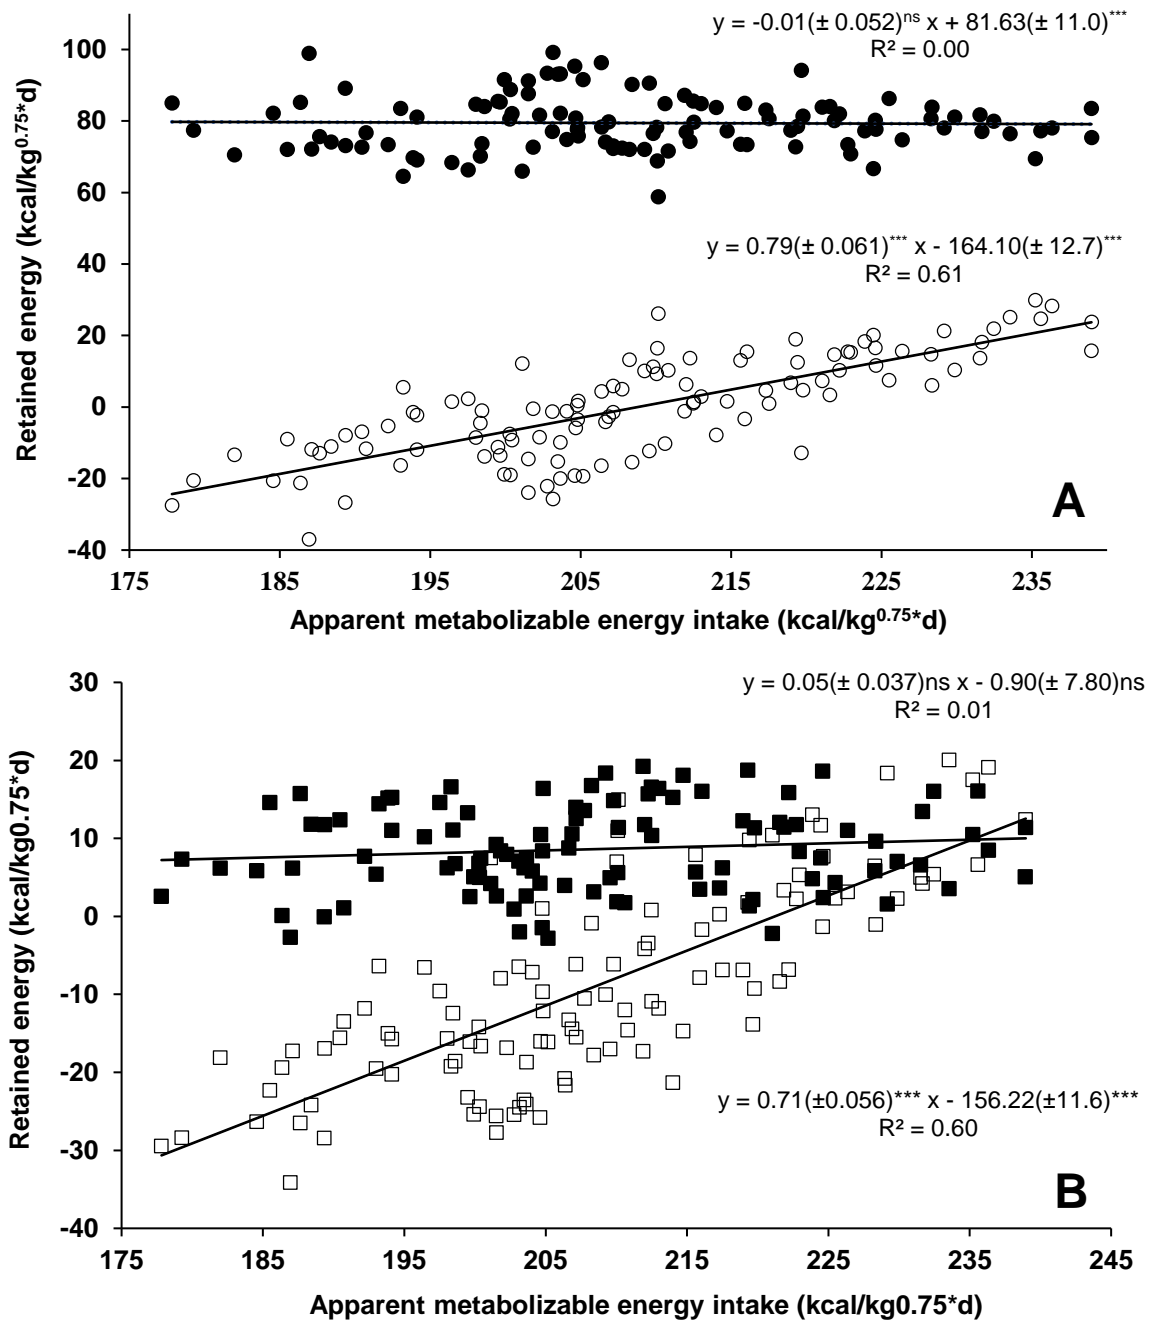 y = -0.01(± 0.052)ns x + 81.63(± 11.0)***
R² = 0.00
100
80
60
40
20
0
-20
-40
Retained energy (kcal/kg0.75*d)
y = 0.79(± 0.061)*** x - 164.10(± 12.7)***
R² = 0.61
A
175 185 195 205 215 225 235
Apparent metabolizable energy intake (kcal/kg0.75*d)
y = 0.05(± 0.037)ns x - 0.90(± 7.80)ns
R² = 0.01
30
20
10
0
-10
-20
-30
-40
Retained energy (kcal/kg0.75*d)
y = 0.71(±0.056)*** x - 156.22(±11.6)***
R² = 0.60
B
175 185 195 205 215 225 235 245
Apparent metabolizable energy intake (kcal/kg0.75*d)